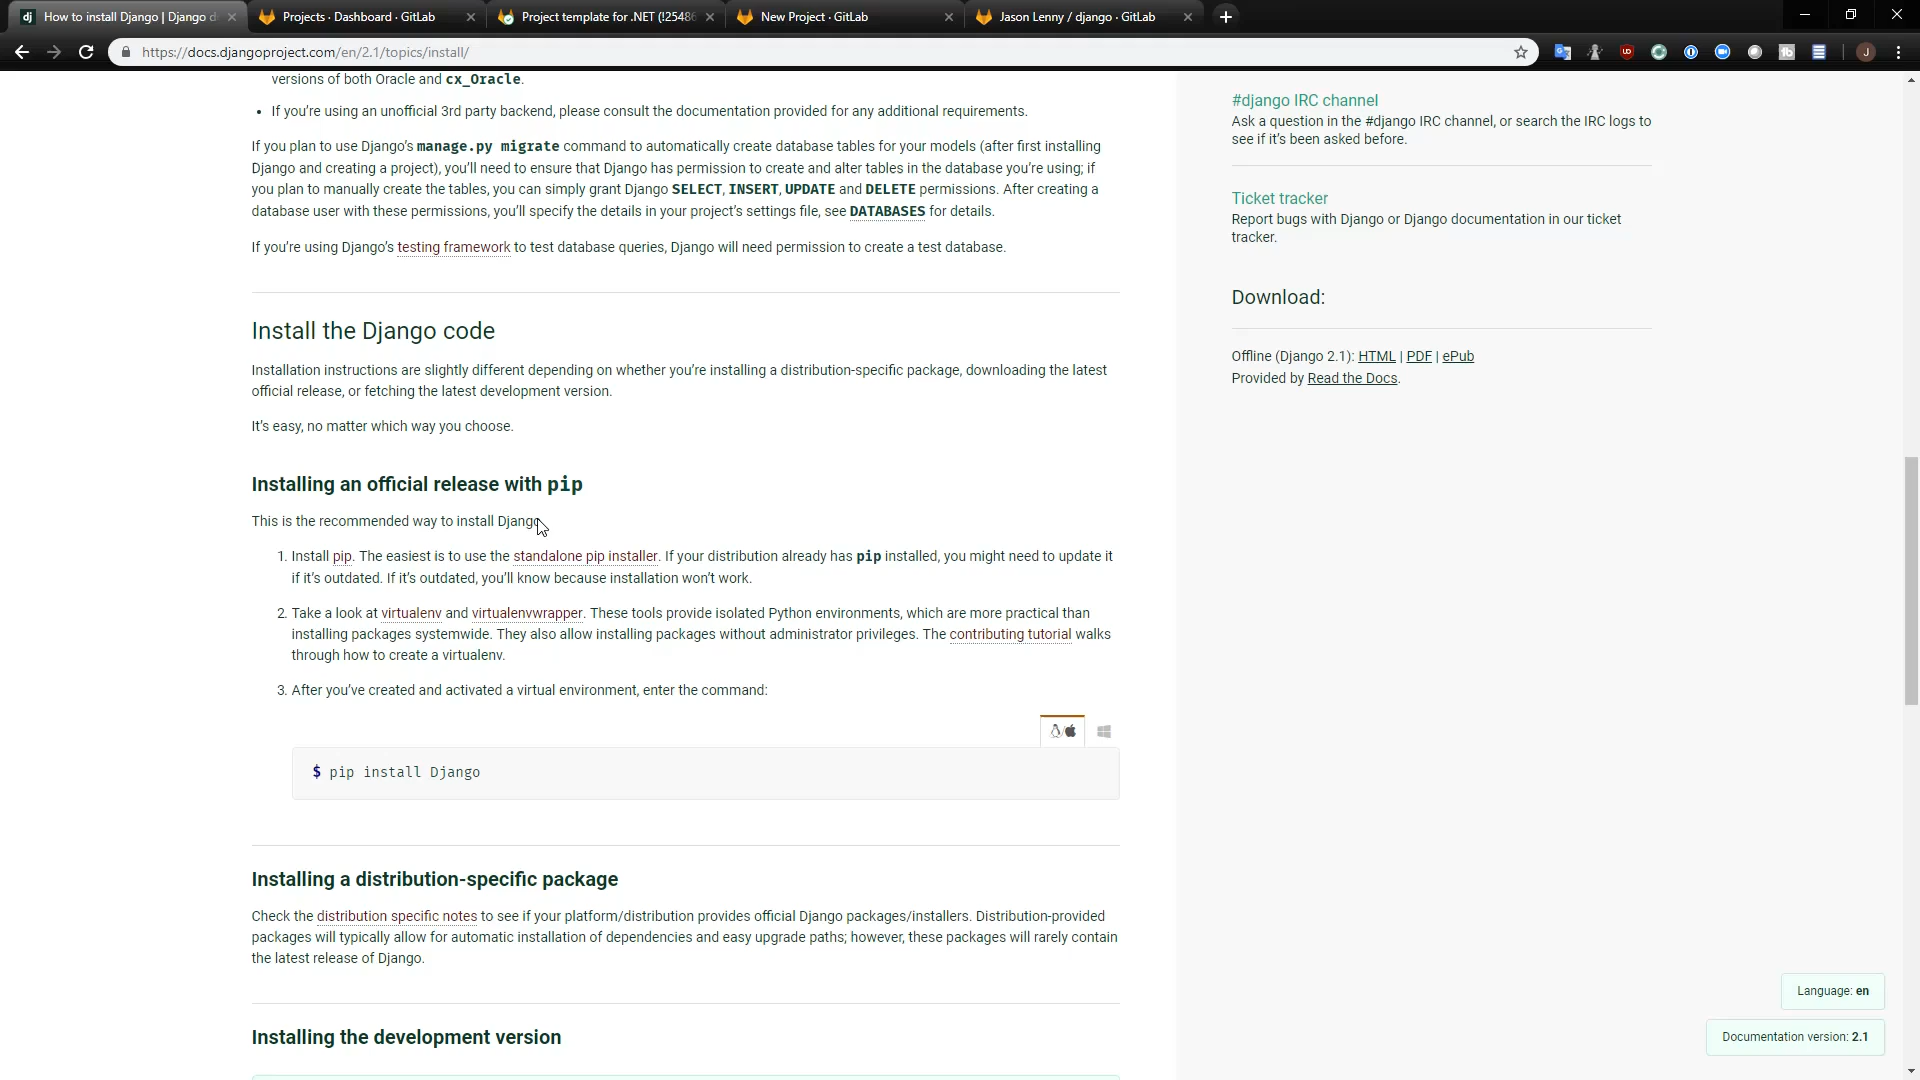 How to install Django | Django d
Projects · Dashboard · GitLab
Project template for .NET (!25486
New Project · GitLab
Jason Lenny / django · GitLab
https://docs.djangoproject.com/en/2.1/topics/install/
versions of both Oracle and cx_Oracle.
• If you’re using an unofficial 3rd party backend, please consult the documentation provided for any additional requirements.
If you plan to use Django’s manage.py migrate command to automatically create database tables for your models (after first installing
Django and creating a project), you’ll need to ensure that Django has permission to create and alter tables in the database you’re using; if
you plan to manually create the tables, you can simply grant Django SELECT, INSERT, UPDATE and DELETE permissions. After creating a
database user with these permissions, you’ll specify the details in your project’s settings file, see DATABASES for details.
If you’re using Django’s testing framework to test database queries, Django will need permission to create a test database.
Install the Django code
Installation instructions are slightly different depending on whether you’re installing a distribution-specific package, downloading the latest
official release, or fetching the latest development version.
It’s easy, no matter which way you choose.
Installing an official release with pip
This is the recommended way to install Django
1. Install pip. The easiest is to use the standalone pip installer. If your distribution already has pip installed, you might need to update it
if it’s outdated. If it’s outdated, you’ll know because installation won’t work.
2. Take a look at virtualenv and virtualenvwrapper. These tools provide isolated Python environments, which are more practical than
installing packages systemwide. They also allow installing packages without administrator privileges. The contributing tutorial walks
through how to create a virtualenv.
3. After you’ve created and activated a virtual environment, enter the command:
$ pip install Django
Installing a distribution-specific package
Check the distribution specific notes to see if your platform/distribution provides official Django packages/installers. Distribution-provided
packages will typically allow for automatic installation of dependencies and easy upgrade paths; however, these packages will rarely contain
the latest release of Django.
Installing the development version
#django IRC channel
Ask a question in the #django IRC channel, or search the IRC logs to
see if it’s been asked before.
Ticket tracker
Report bugs with Django or Django documentation in our ticket
tracker.
Download:
Offline (Django 2.1): HTML | PDF | ePub
Provided by Read the Docs.
Language: en
Documentation version: 2.1